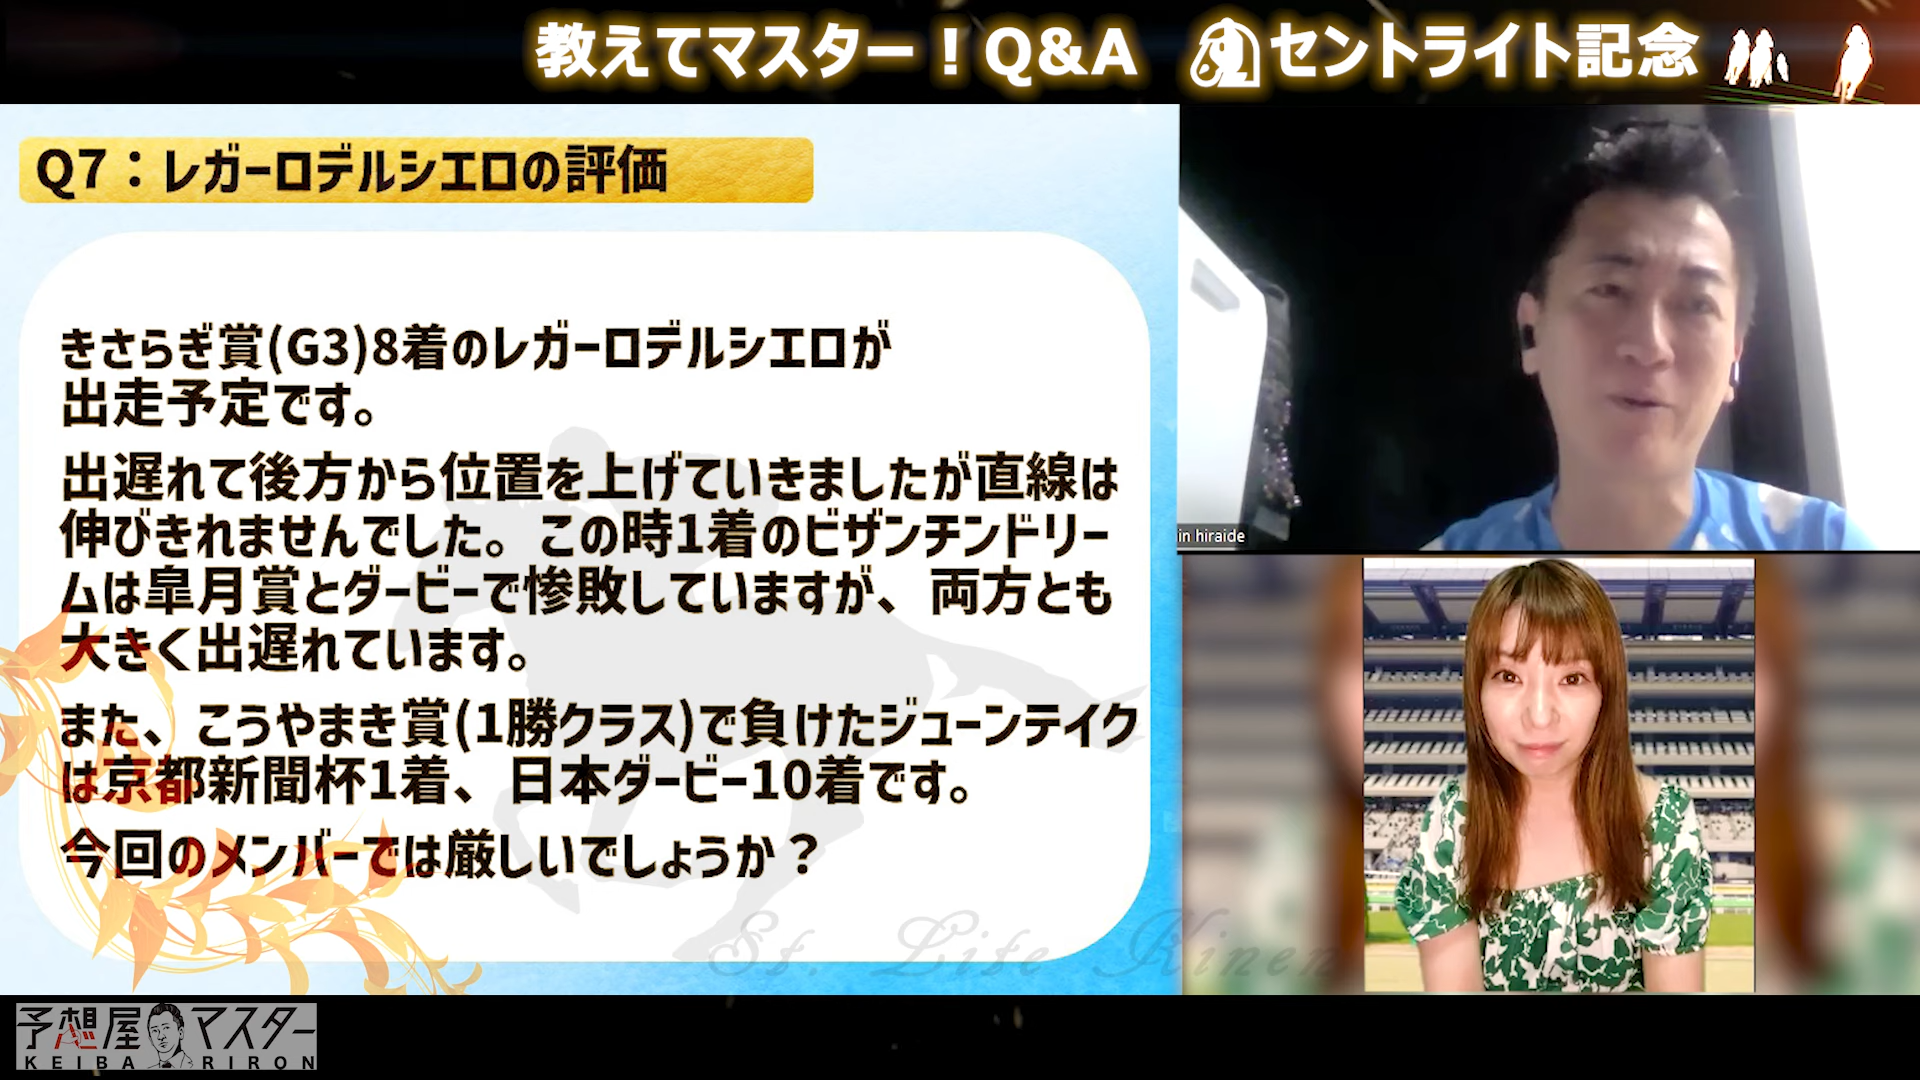 教えてマスター！Q&A セントライト記念
Q7：レガーロデルシエロの評価
きさらぎ賞(G3)8着のレガーロデルシエロが
出走予定です。
出遅れて後方から位置を上げていきましたが直線は
伸びきれませんでした。この時1着のビザンチンドリー
ムは皐月賞とダービーで惨敗していますが、両方とも
大きく出遅れています。
また、こうやまき賞(1勝クラス)で負けたジューンテイク
は京都新聞杯1着、日本ダービー10着です。
今回のメンバーでは厳しいでしょうか？
St. Lite Kinen
in hiraide
予想屋マスター
KEIBA RIRON